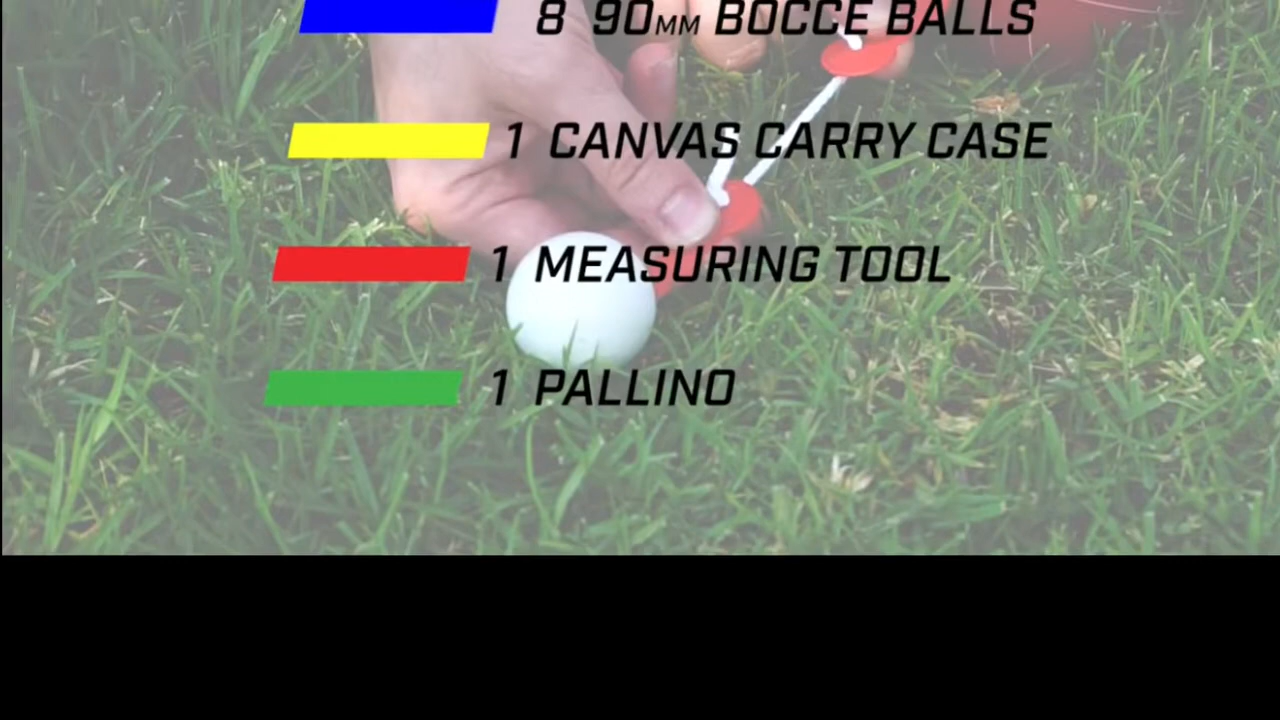 8 90MM BOCCE BALLS
1 CANVAS CARRY CASE
1 MEASURING TOOL
1 PALLINO